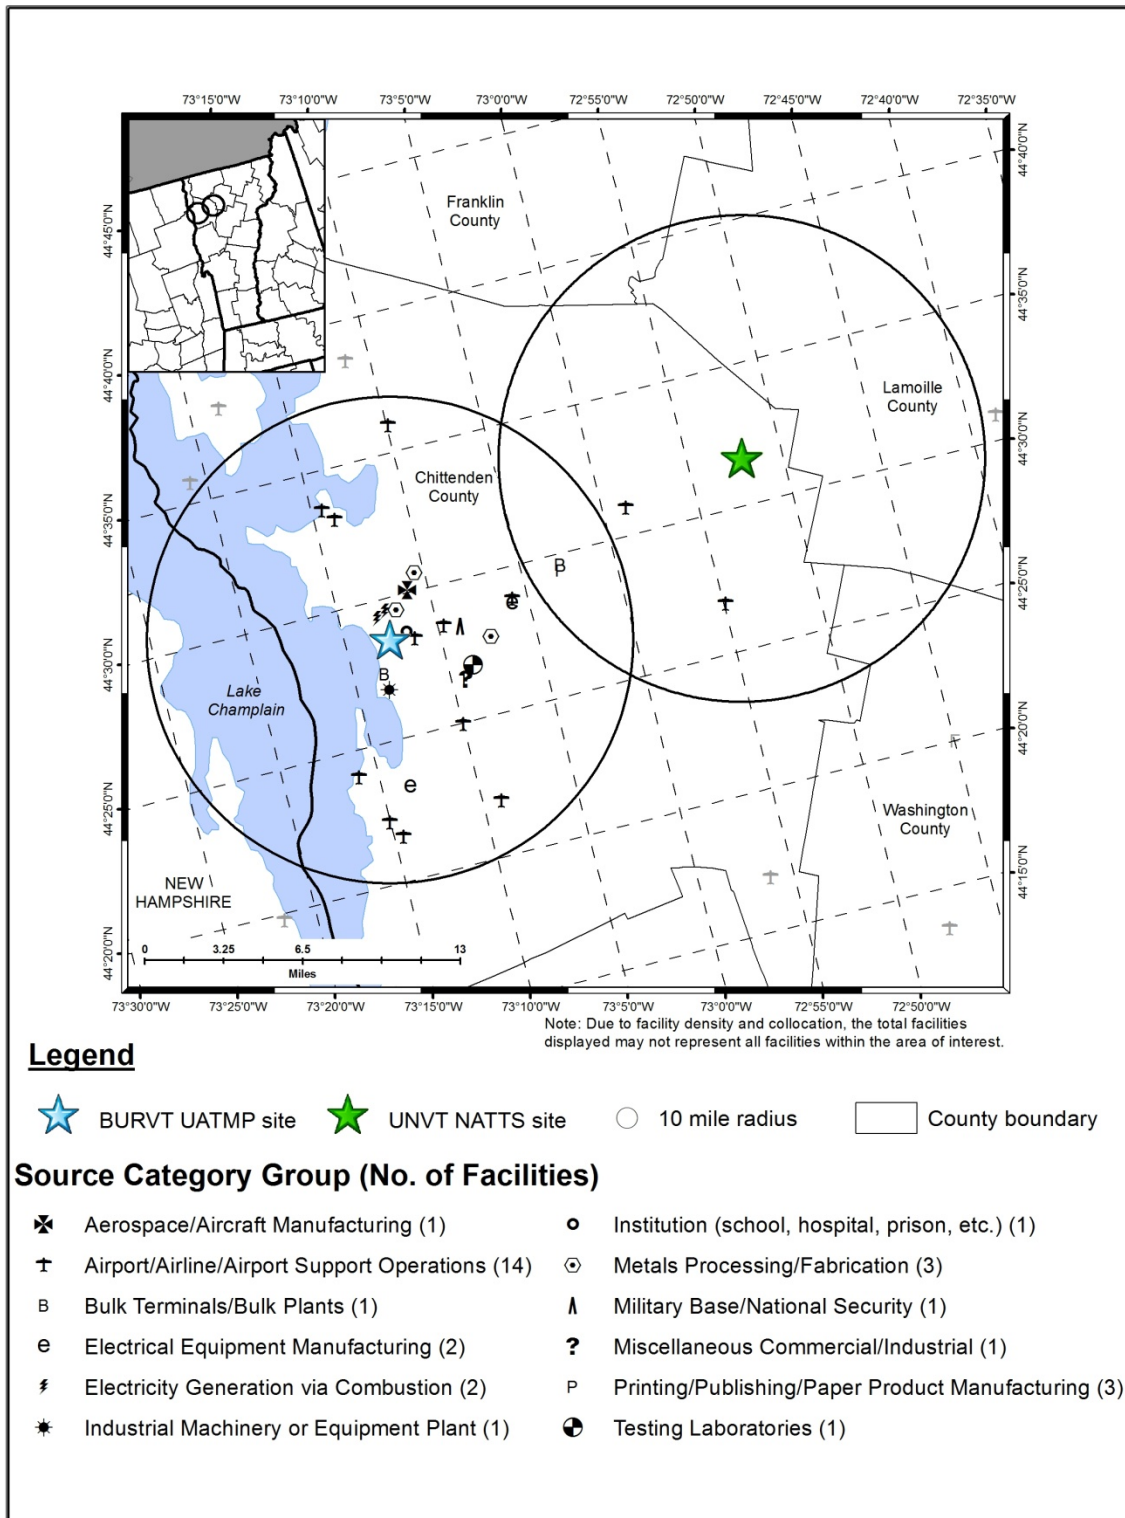 73°15'0"W 73°10'0"W 73°5'0"W 73°0'0"W 72°55'0"W 72°50'0"W 72°45'0"W 72°40'0"W 72°35'0"W
44°45'0"N
44°40'0"N
44°35'0"N
44°30'0"N
44°25'0"N
44°20'0"N
44°40'0"N
44°35'0"N
44°30'0"N
44°25'0"N
44°20'0"N
44°15'0"N
Franklin
County
Lamoille
County
Chittenden
County
B
P
e
B
?
e
Lake
Champlain
Washington
County
NEW
HAMPSHIRE
0 3.25 6.5 13
Miles
73°30'0"W 73°25'0"W 73°20'0"W 73°15'0"W 73°10'0"W 73°5'0"W 73°0'0"W 72°55'0"W 72°50'0"W
Note: Due to facility density and collocation, the total facilities
displayed may not represent all facilities within the area of interest.
Legend
BURVT UATMP site UNVT NATTS site 10 mile radius County boundary
Source Category Group (No. of Facilities)
Aerospace/Aircraft Manufacturing (1)
Airport/Airline/Airport Support Operations (14)
B Bulk Terminals/Bulk Plants (1)
e Electrical Equipment Manufacturing (2)
Electricity Generation via Combustion (2)
Industrial Machinery or Equipment Plant (1)
Institution (school, hospital, prison, etc.) (1)
Metals Processing/Fabrication (3)
Military Base/National Security (1)
? Miscellaneous Commercial/Industrial (1)
P Printing/Publishing/Paper Product Manufacturing (3)
Testing Laboratories (1)